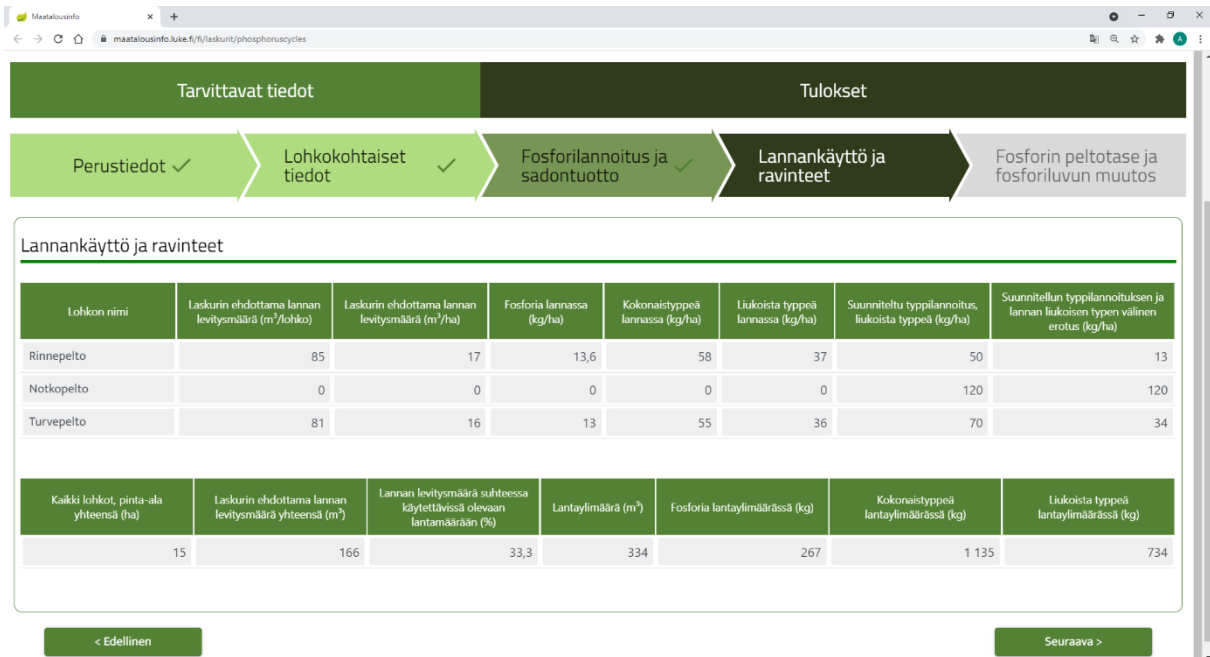 Maatalousinfo
maatalousinfo.luke.fi/fi/laskurit/phosphoruscycles
A
Tarvittavat tiedot
Tulokset
Perustiedot
Lohkokohtaiset
tiedot
Fosforilannoitus ja
sadontuotto
Lannankäyttö ja
ravinteet
Fosforin peltotase ja
fosforiluvun muutos
Lannankäyttö ja ravinteet
Lohkon nimi
Laskurin ehdottama lannan
levitysmäärä (m³/lohko)
Laskurin ehdottama lannan
levitysmäärä (m³/ha)
Fosforia lannassa
(kg/ha)
Kokonaistyppeä
lannassa (kg/ha)
Liukoista typpeä
lannassa (kg/ha)
Suunniteltu typpilannoitus,
liukoista typpeä (kg/ha)
Suunnitellun typpilannoituksen ja
lannan liukoisen typen välinen
erotus (kg/ha)
Rinnepelto 85 17 13,6 58 37 50 13
Notkopelto 0 0 0 0 0 120 120
Turvepelto 81 16 13 55 36 70 34
Kaikki lohkot, pinta-ala
yhteensä (ha)
Laskurin ehdottama lannan
levitysmäärä yhteensä (m³)
Lannan levitysmäärä suhteessa
käytettävissä olevaan
lantamäärään (%)
Lantaylimäärä (m³)
Fosforia lantaylimäärässä (kg)
Kokonaistyppeä
lantaylimäärässä (kg)
Liukoista typpeä
lantaylimäärässä (kg)
15 166 33,3 334 267 1 135 734
< Edellinen
Seuraava >